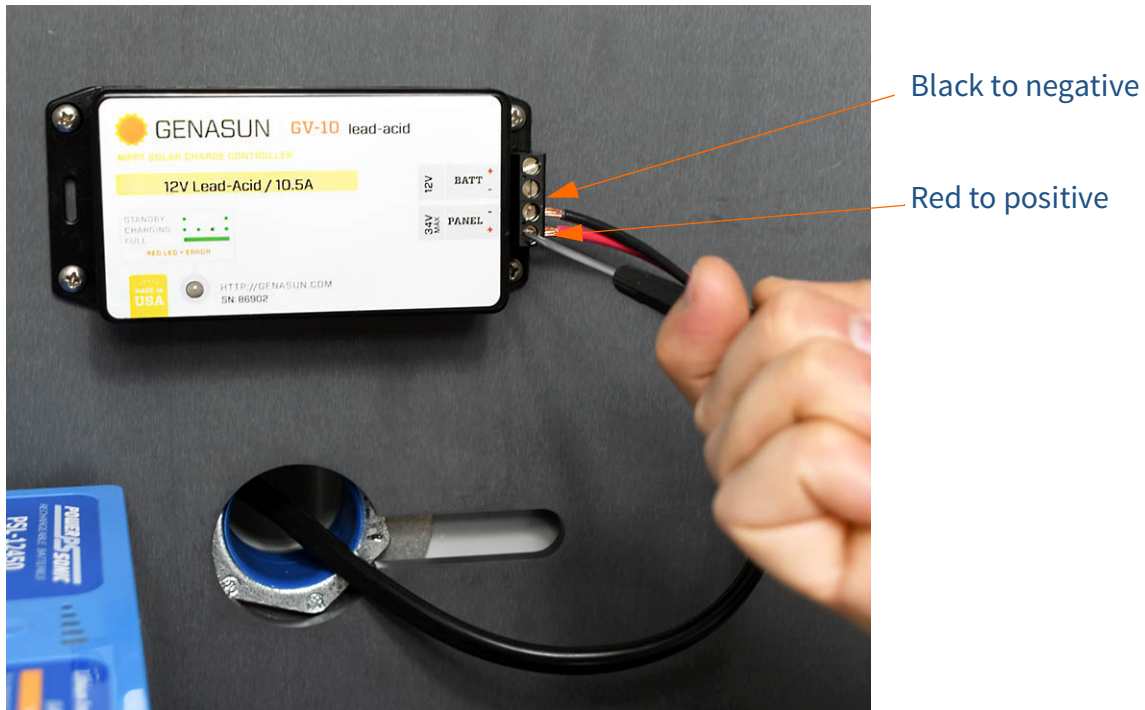 GENASUN GV-10 lead-acid
MPPT SOLAR CHARGE CONTROLLER
12V Lead-Acid / 10.5A
12V BATT + -
34V MAX PANEL - +
STANDBY
CHARGING
FULL
RED LED = ERROR
MADE IN
USA
HTTP://GENASUN.COM
SN: 86902
Black to negative
Red to positive
POWER SONIC
RECHARGEABLE BATTERIES